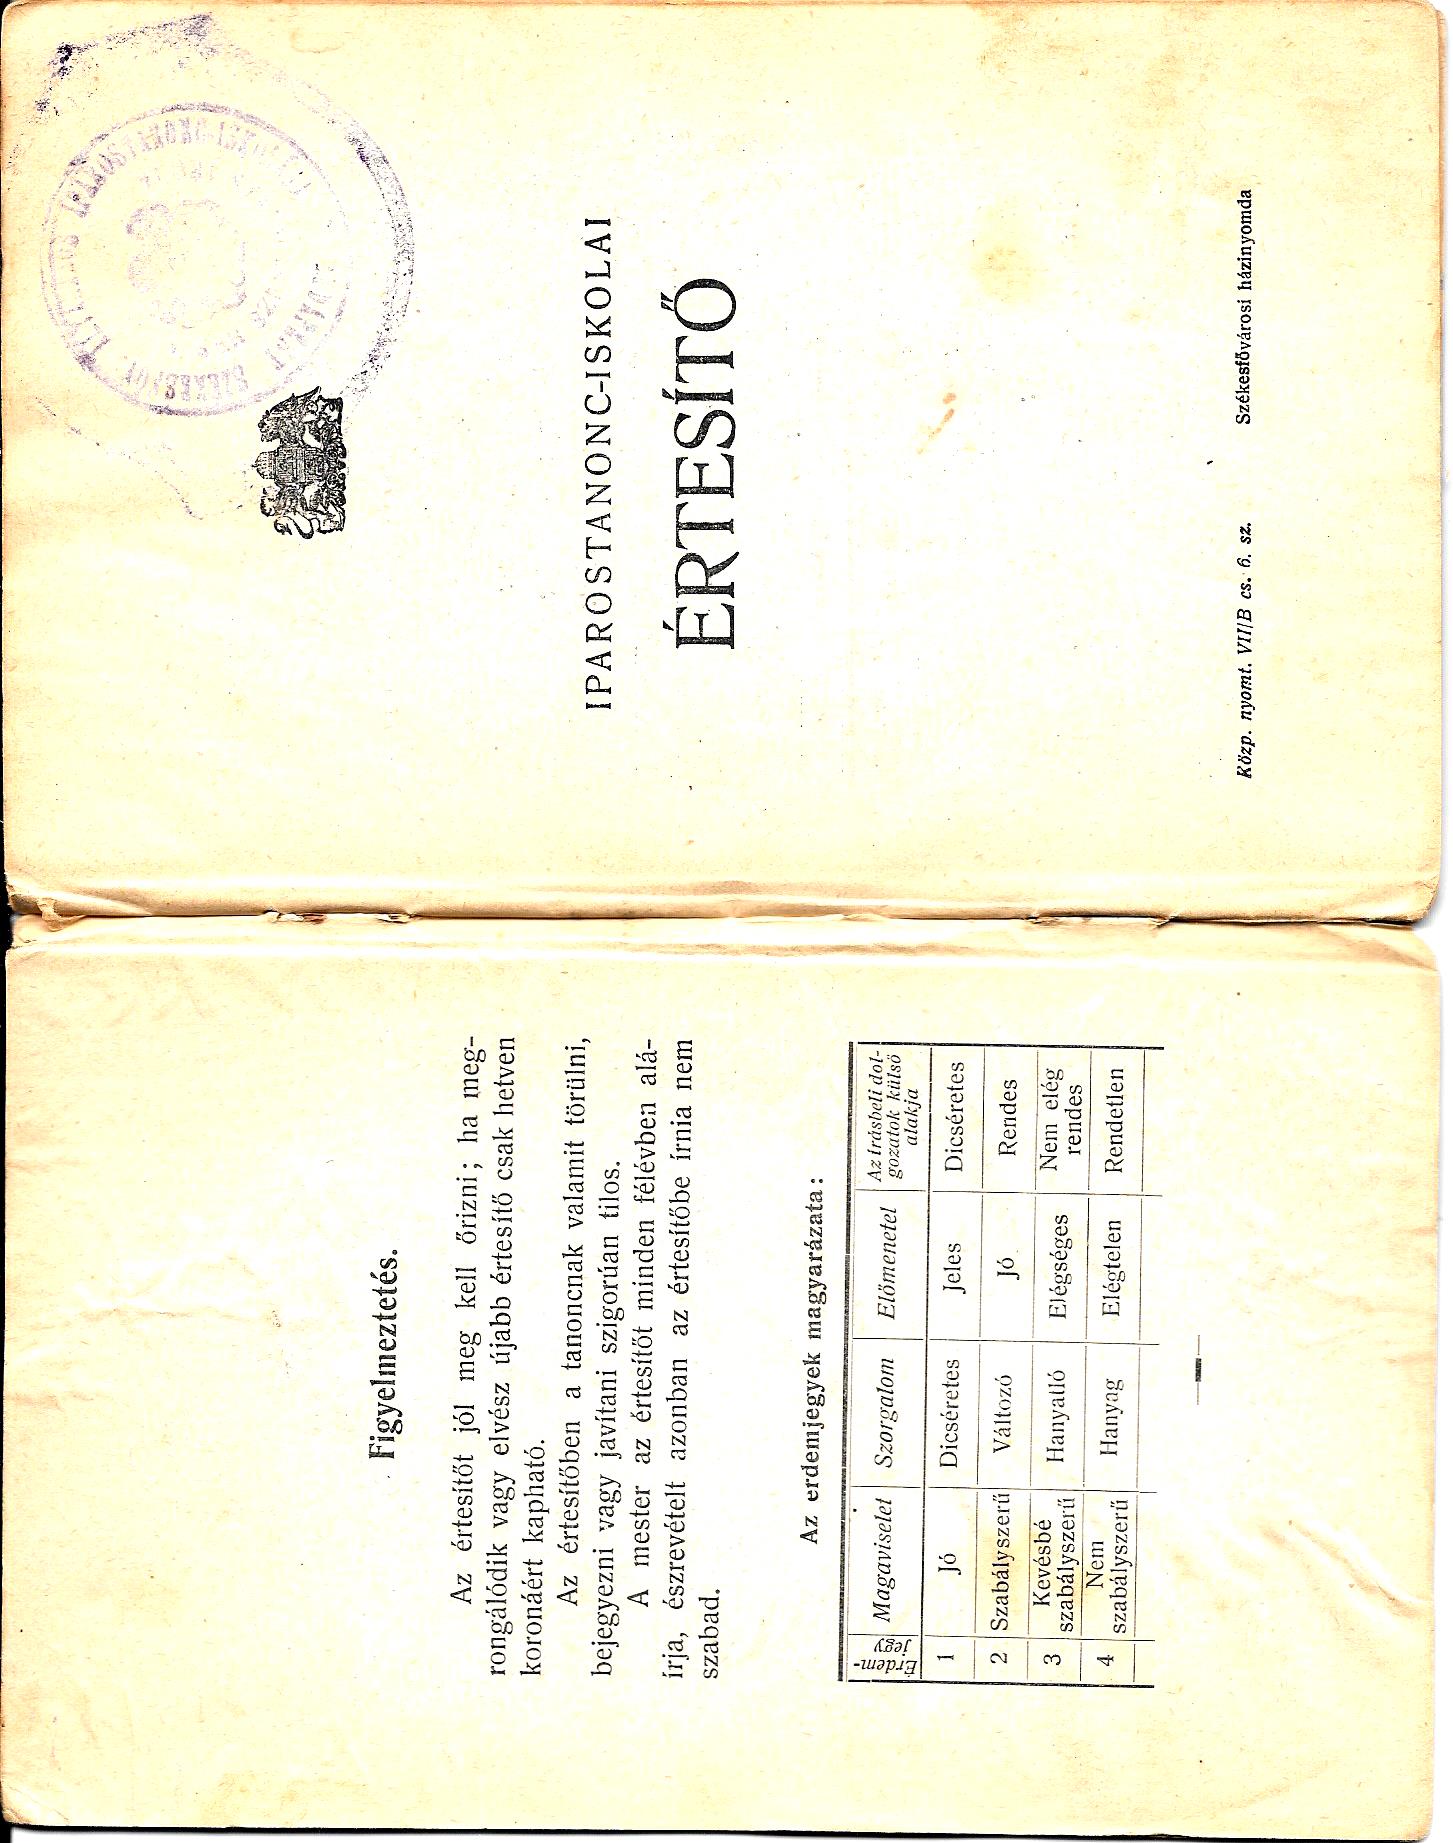 Figyelmeztetés.
Az értesítőt jól meg kell őrizni; ha meg-
rongálódik vagy elvész újabb értesítő csak hetven
koronáért kapható.
Az értesítőben a tanoncnak valamit törülni,
bejegyezni vagy javítani szigorúan tilos.
A mester az értesítőt minden félévben alá-
írja, észrevételt azonban az értesítőbe írnia nem
szabad.
Az erdemjegyek magyarázata:
Érdem-
jegy Magaviselet Szorgalom Előmenetel Az írásbeli dol-
gozatok külső
alakja
1 Jó Dicséretes Jeles Dicséretes
2 Szabályszerű Változó Jó Rendes
3 Kevésbé
szabályszerű Hanyatló Elégséges Nem elég
rendes
4 Nem
szabályszerű Hanyag Elégtelen Rendetlen
IPAROSTANONC-ISKOLAI
ÉRTESÍTŐ
Közp. nyomt. VII/B cs. 6. sz. Székesfővárosi házinyomda